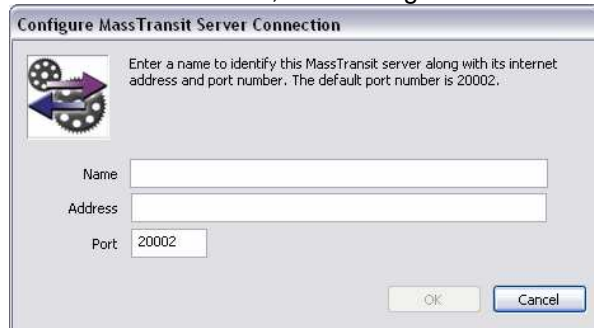 Configure MassTransit Server Connection
Enter a name to identify this MassTransit server along with its internet
address and port number. The default port number is 20002.
Name
Address
Port 20002
OK Cancel